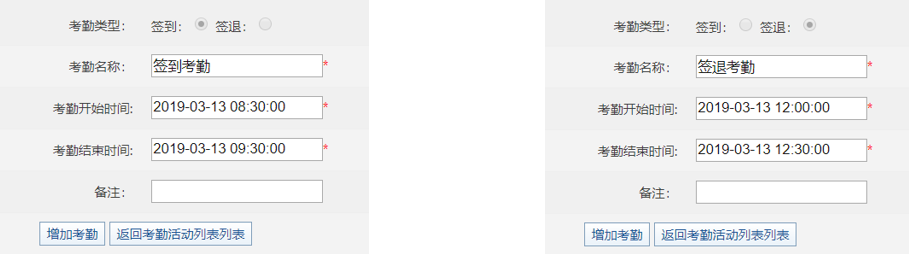 考勤类型： 签到： 签退：
考勤名称： 签到考勤 *
考勤开始时间: 2019-03-13 08:30:00 *
考勤结束时间: 2019-03-13 09:30:00 *
备注：
增加考勤 返回考勤活动列表列表
考勤类型： 签到： 签退：
考勤名称： 签退考勤 *
考勤开始时间: 2019-03-13 12:00:00 *
考勤结束时间: 2019-03-13 12:30:00 *
备注：
增加考勤 返回考勤活动列表列表